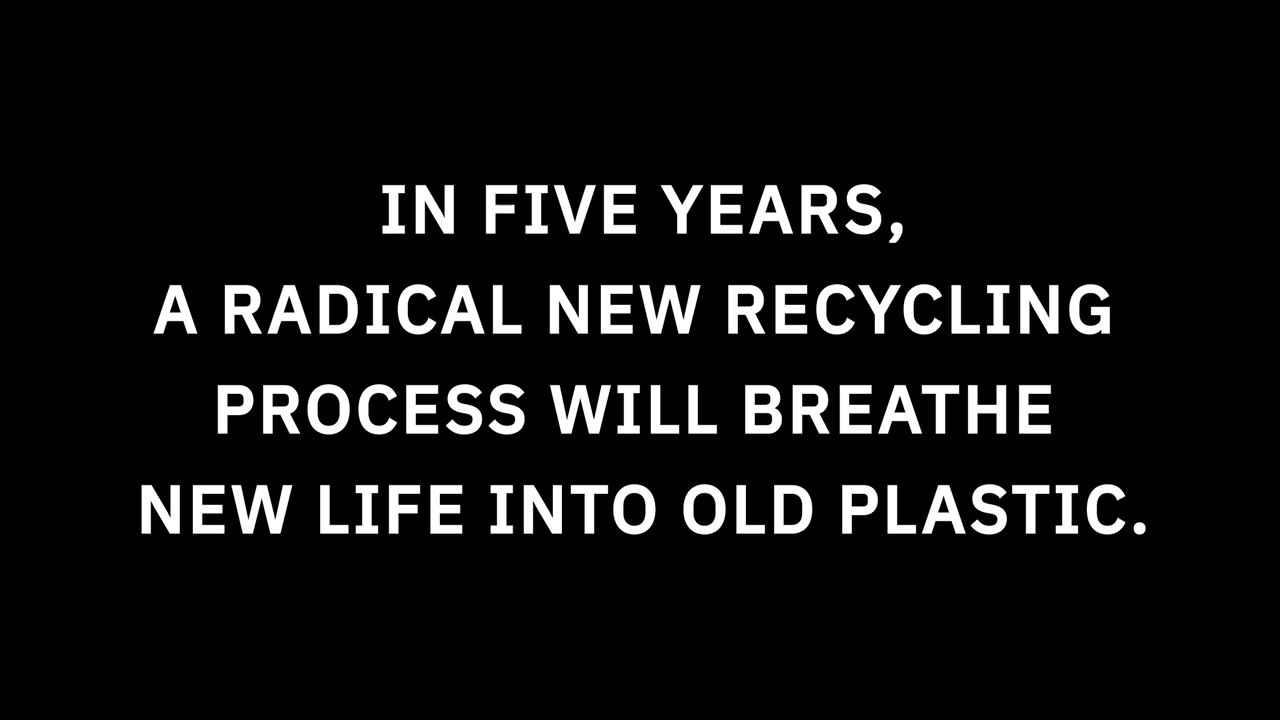 IN FIVE YEARS,
A RADICAL NEW RECYCLING
PROCESS WILL BREATHE
NEW LIFE INTO OLD PLASTIC.